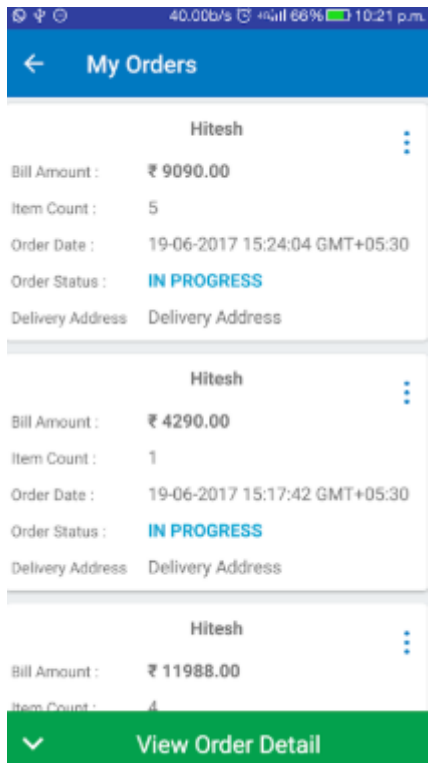 40.00b/s 4G 66% 10:21 p.m.
My Orders
Hitesh
Bill Amount : ₹ 9090.00
Item Count : 5
Order Date : 19-06-2017 15:24:04 GMT+05:30
Order Status : IN PROGRESS
Delivery Address Delivery Address
Hitesh
Bill Amount : ₹ 4290.00
Item Count : 1
Order Date : 19-06-2017 15:17:42 GMT+05:30
Order Status : IN PROGRESS
Delivery Address Delivery Address
Hitesh
Bill Amount : ₹ 11988.00
Item Count : 4
View Order Detail